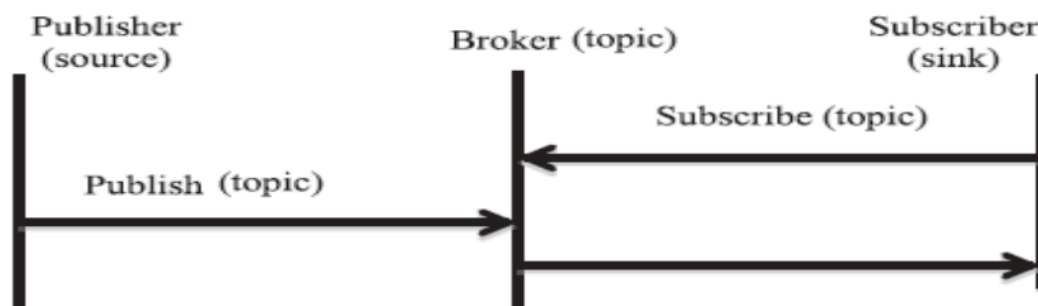 Publisher
(source)
Broker (topic)
Subscriber
(sink)
Subscribe (topic)
Publish (topic)